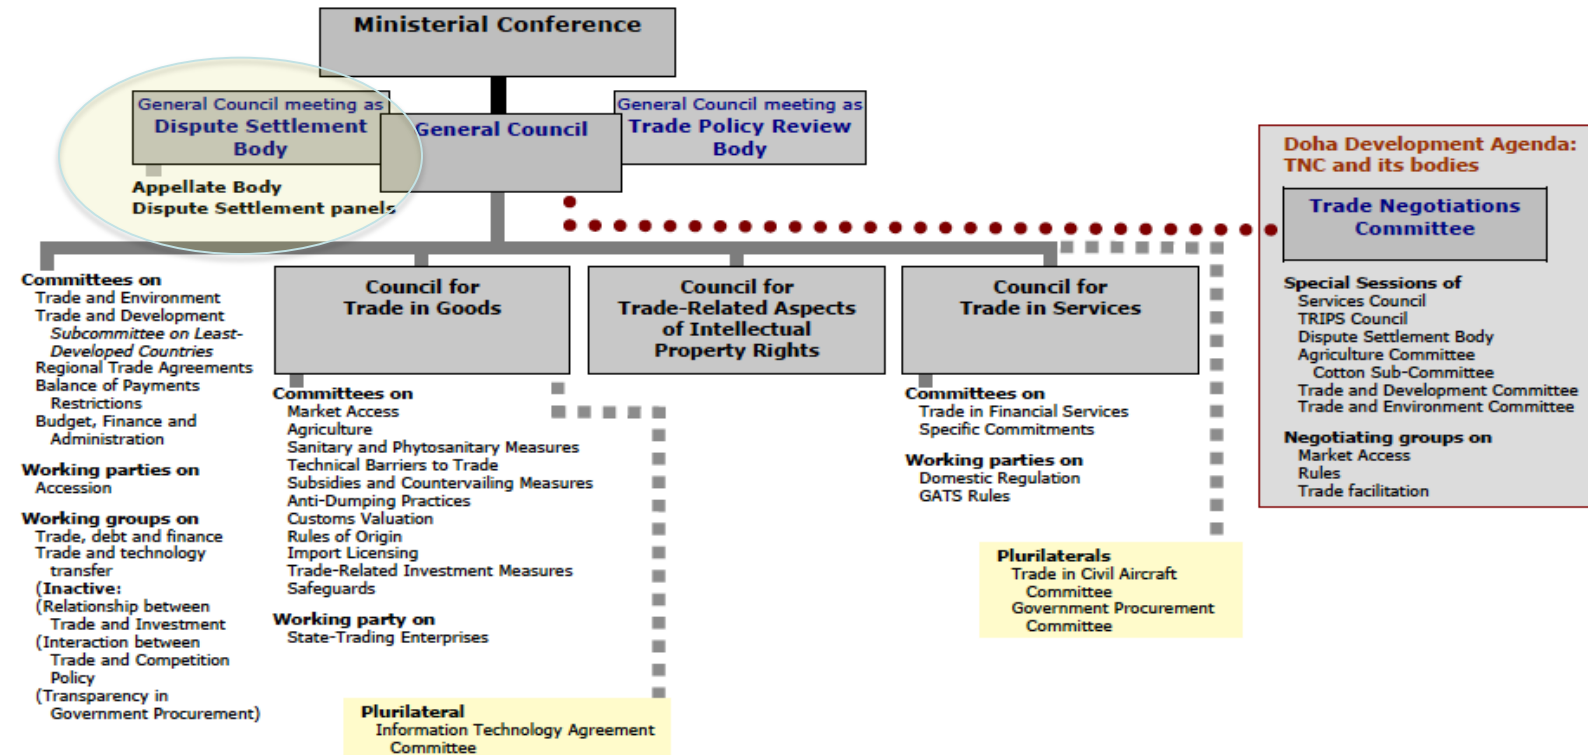 Ministerial Conference
General Council meeting as
Dispute Settlement
Body
General Council
General Council meeting as
Trade Policy Review
Body
Appellate Body
Dispute Settlement panels
Doha Development Agenda:
TNC and its bodies
Trade Negotiations
Committee
Special Sessions of
Services Council
TRIPS Council
Dispute Settlement Body
Agriculture Committee
Cotton Sub-Committee
Trade and Development Committee
Trade and Environment Committee
Negotiating groups on
Market Access
Rules
Trade facilitation
Committees on
Trade and Environment
Trade and Development
Subcommittee on Least-
Developed Countries
Regional Trade Agreements
Balance of Payments
Restrictions
Budget, Finance and
Administration
Working parties on
Accession
Working groups on
Trade, debt and finance
Trade and technology
transfer
(Inactive:
(Relationship between
Trade and Investment
(Interaction between
Trade and Competition
Policy
(Transparency in
Government Procurement)
Council for
Trade in Goods
Committees on
Market Access
Agriculture
Sanitary and Phytosanitary Measures
Technical Barriers to Trade
Subsidies and Countervailing Measures
Anti-Dumping Practices
Customs Valuation
Rules of Origin
Import Licensing
Trade-Related Investment Measures
Safeguards
Working party on
State-Trading Enterprises
Plurilateral
Information Technology Agreement
Committee
Council for
Trade-Related Aspects
of Intellectual
Property Rights
Council for
Trade in Services
Committees on
Trade in Financial Services
Specific Commitments
Working parties on
Domestic Regulation
GATS Rules
Plurilaterals
Trade in Civil Aircraft
Committee
Government Procurement
Committee